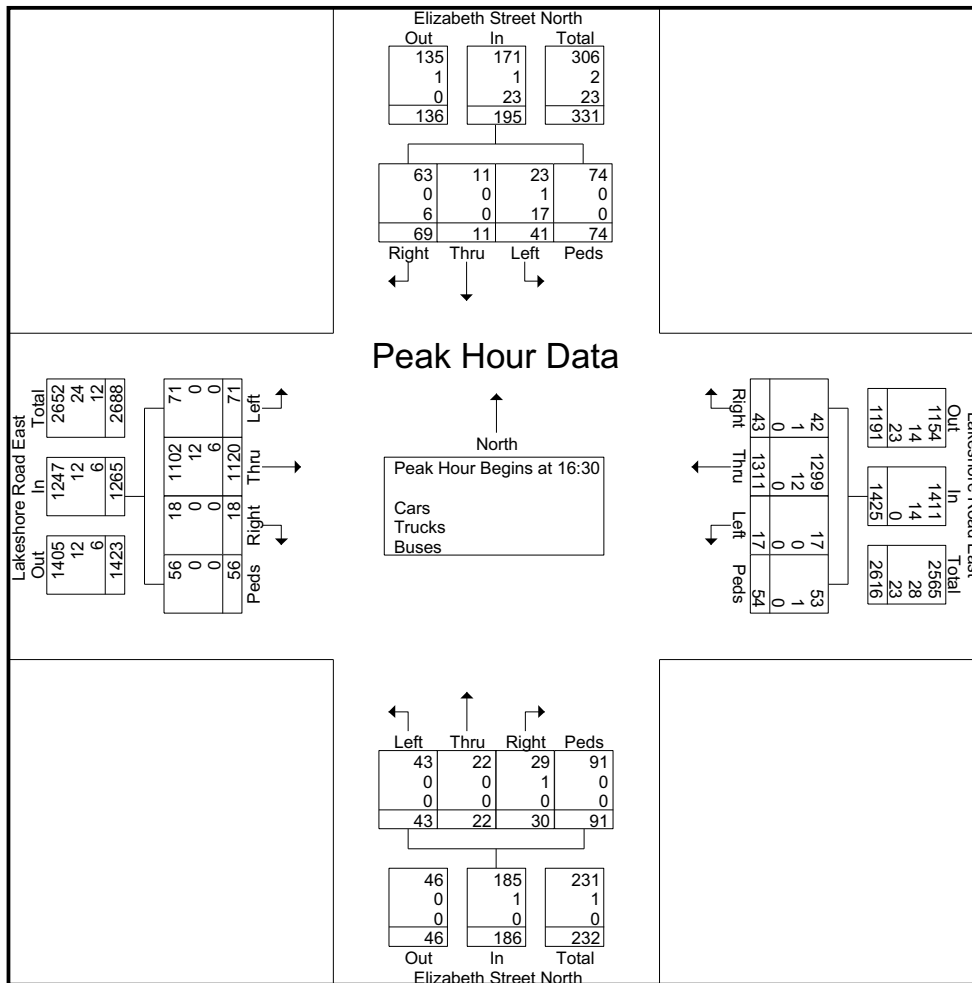 Elizabeth Street North
Out In Total
135 171 306
1 1 2
0 23 23
136 195 331
63 11 23 74
0 0 1 0
6 0 17 0
69 11 41 74
Right Thru Left Peds
Peak Hour Data
Lakeshore Road East
Total In Out
2652 1247 1405
24 12 12
12 6 6
2688 1265 1423
71 1102 18 56
0 12 0 0
0 6 0 0
71 1120 18 56
Left Thru Right Peds
North
Peak Hour Begins at 16:30
Cars
Trucks
Buses
Right Thru Left Peds
43 1311 17 54
0 0 0 0
1 12 0 1
42 1299 17 53
Lakeshore Road East
Out In Total
1154 1411 2565
14 14 28
23 0 23
1191 1425 2616
Left Thru Right Peds
43 22 29 91
0 0 1 0
0 0 0 0
43 22 30 91
46 185 231
0 1 1
0 0 0
46 186 232
Out In Total
Elizabeth Street North